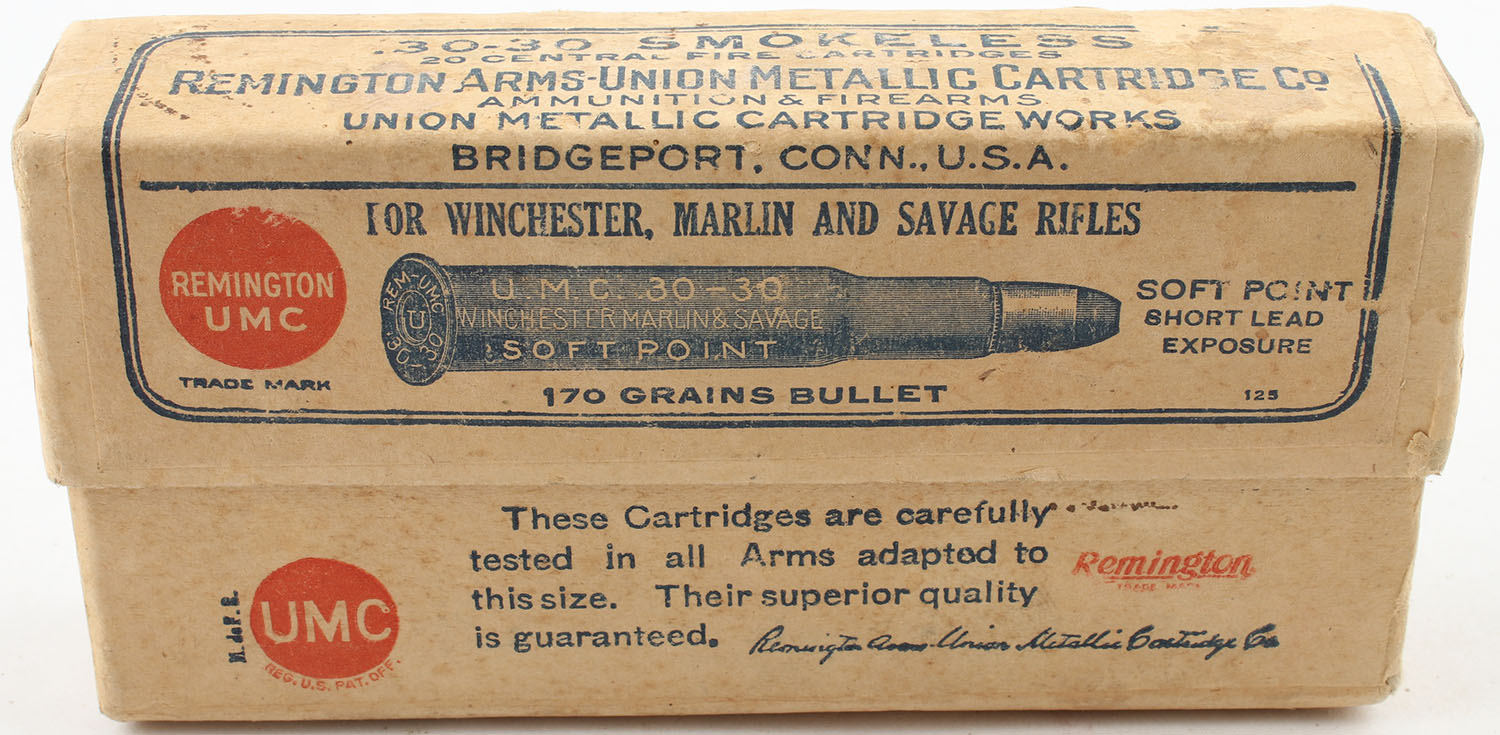 .30-30 SMOKELESS
20 CENTRAL FIRE CARTRIDGES
REMINGTON ARMS-UNION METALLIC CARTRIDGE Co
AMMUNITION & FIREARMS
UNION METALLIC CARTRIDGE WORKS
BRIDGEPORT, CONN., U.S.A.
FOR WINCHESTER, MARLIN AND SAVAGE RIFLES
REMINGTON
UMC
TRADE MARK
REM-UMC
U
30-30
U.M.C. 30-30
WINCHESTER MARLIN & SAVAGE
SOFT POINT
170 GRAINS BULLET
SOFT POINT
SHORT LEAD
EXPOSURE
125
These Cartridges are carefully
tested in all Arms adapted to
this size. Their superior quality
is guaranteed.
Remington Arms-Union Metallic Cartridge Co
Remington
TRADE MARK
UMC
REG. U.S. PAT. OFF.